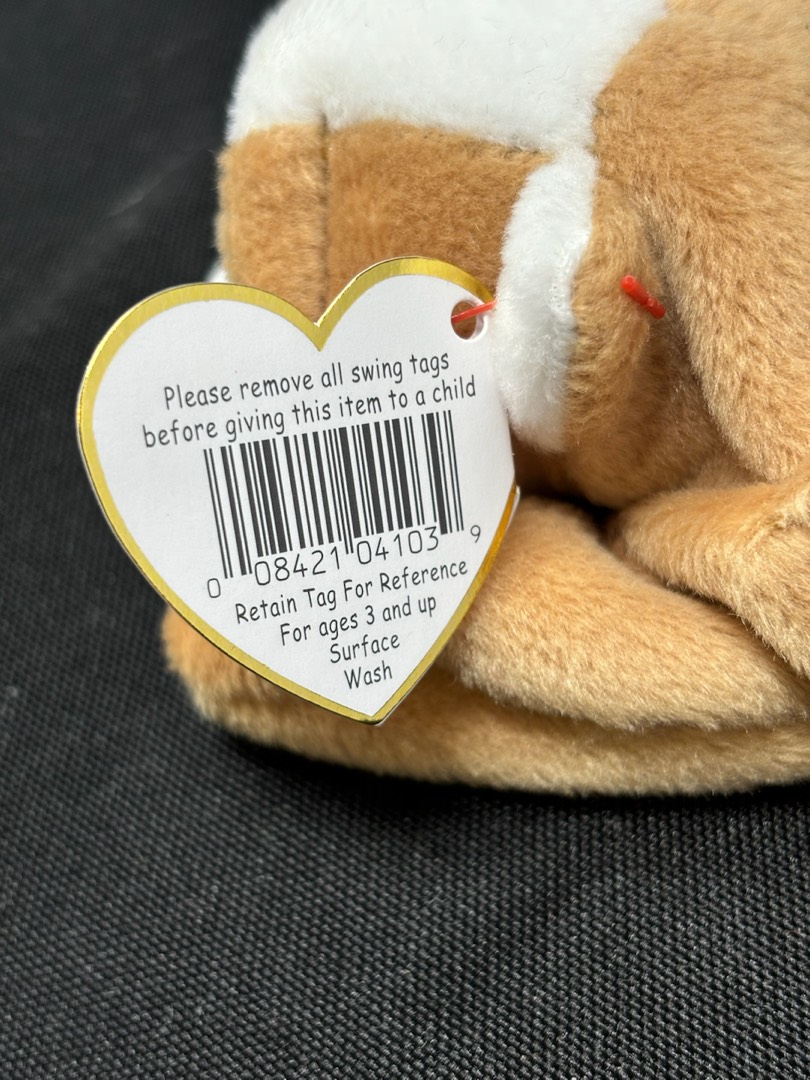 Please remove all swing tags
before giving this item to a child
0 08421 04103 9
Retain Tag For Reference
For ages 3 and up
Surface
Wash